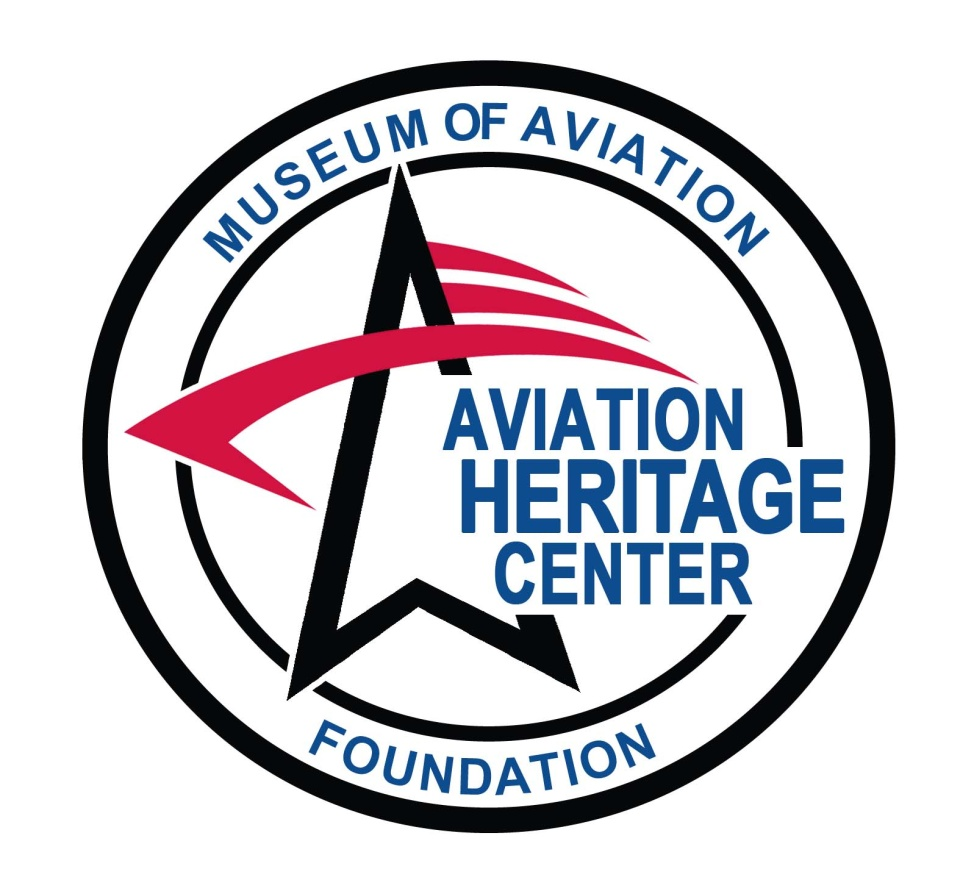 MUSEUM OF AVIATION
AVIATION
HERITAGE
CENTER
FOUNDATION